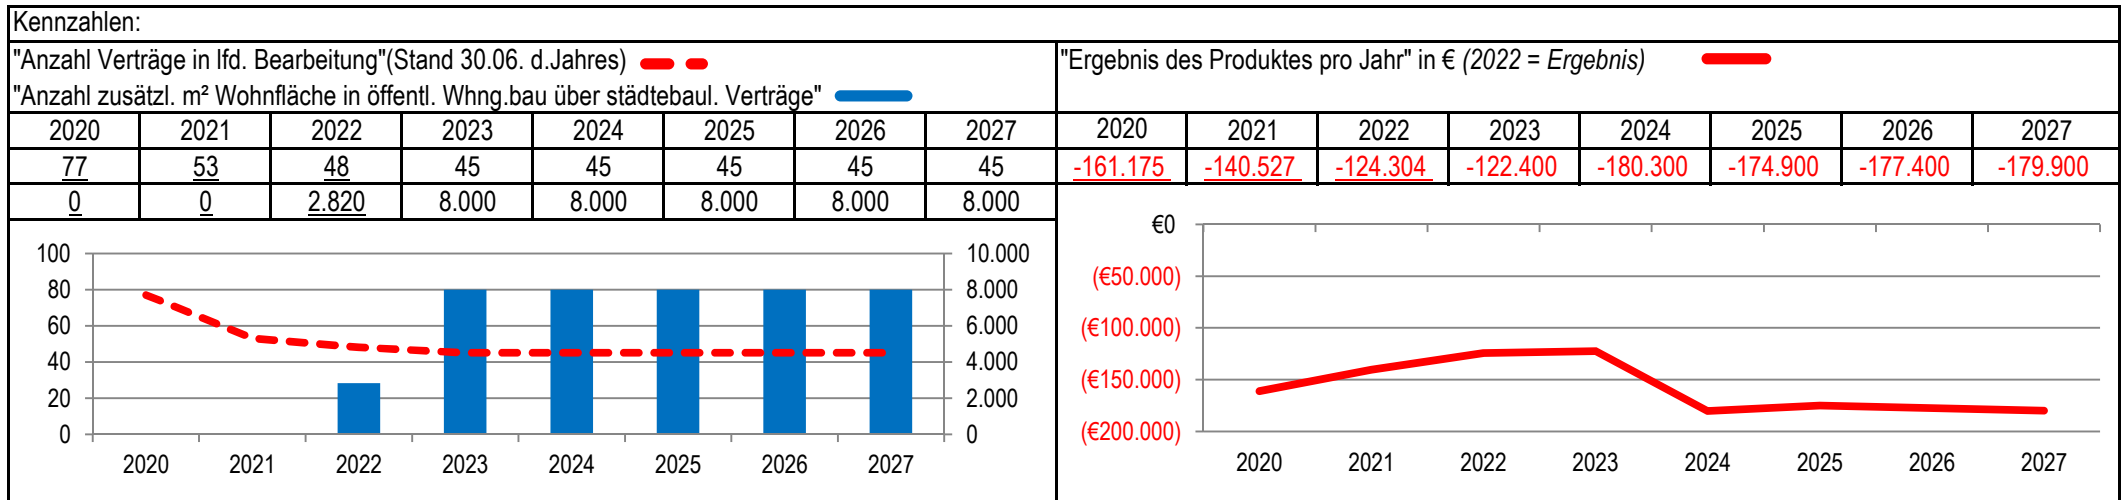 Kennzahlen:
"Anzahl Verträge in lfd. Bearbeitung"(Stand 30.06. d.Jahres)
"Anzahl zusätzl. m² Wohnfläche in öffentl. Whng.bau über städtebaul. Verträge"
2020 2021 2022 2023 2024 2025 2026 2027
77 53 48 45 45 45 45 45
0 0 2.820 8.000 8.000 8.000 8.000 8.000
100 10.000
80 8.000
60 6.000
40 4.000
20 2.000
0 0
2020 2021 2022 2023 2024 2025 2026 2027
"Ergebnis des Produktes pro Jahr" in € (2022 = Ergebnis)
2020 2021 2022 2023 2024 2025 2026 2027
-161.175 -140.527 -124.304 -122.400 -180.300 -174.900 -177.400 -179.900
€0
(€50.000)
(€100.000)
(€150.000)
(€200.000)
2020 2021 2022 2023 2024 2025 2026 2027